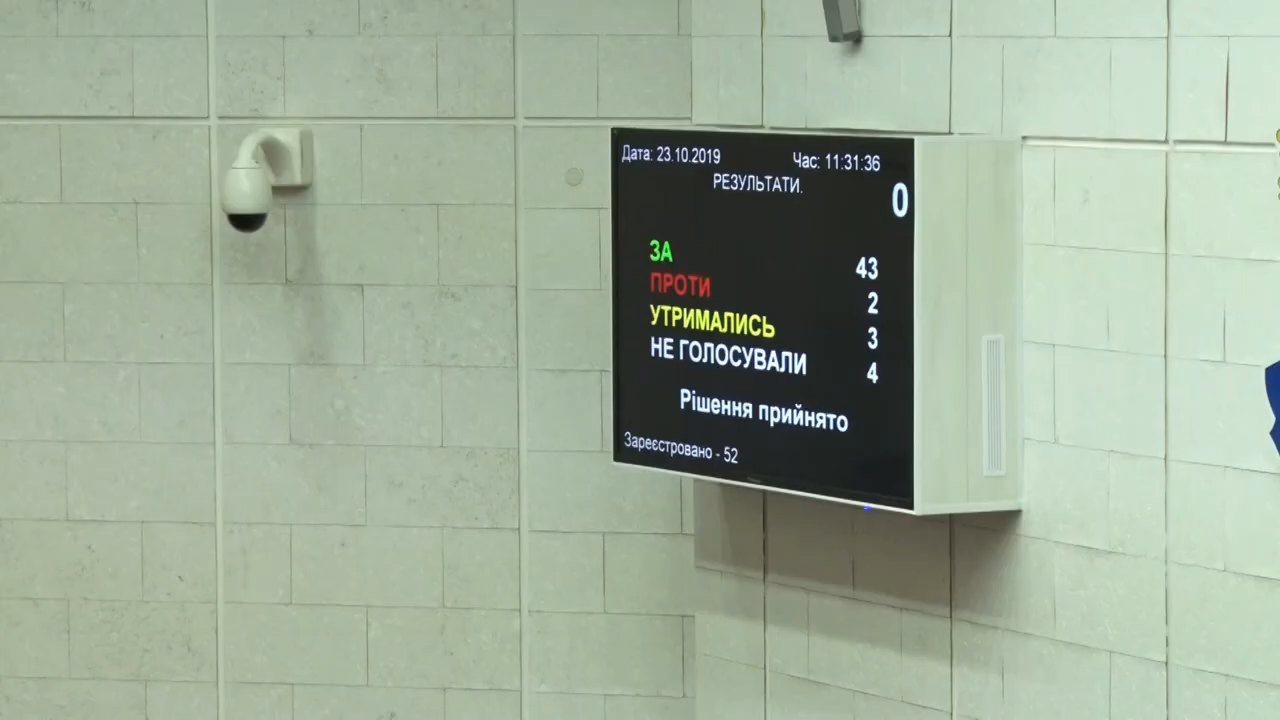 Дата: 23.10.2019 Час: 11:31:36
РЕЗУЛЬТАТИ.
0
ЗА 43
ПРОТИ 2
УТРИМАЛИСЬ 3
НЕ ГОЛОСУВАЛИ 4
Рішення прийнято
Зареєстровано - 52